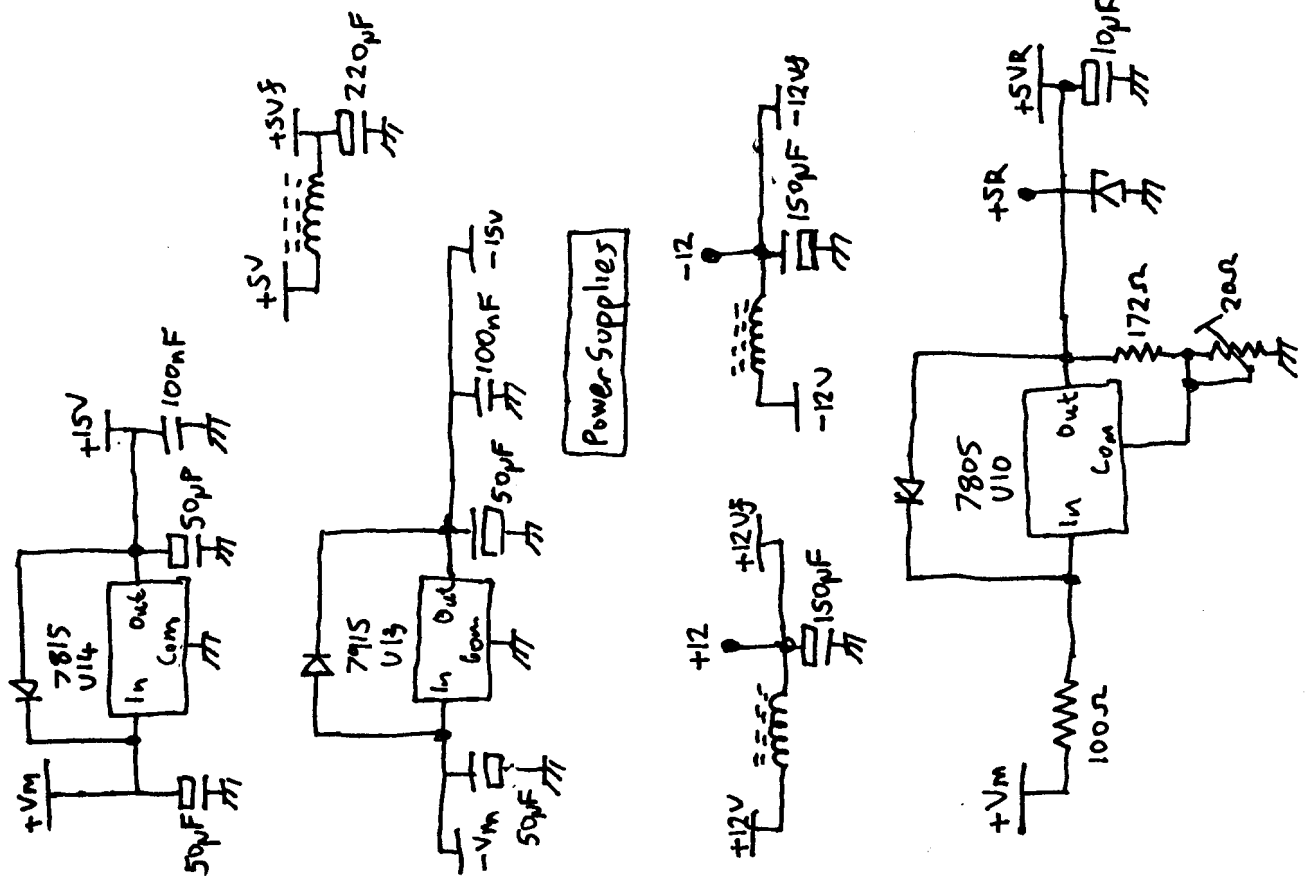 +Vm
50µF
7815
U14
In
Out
Com
50µF
+15V
100nF
+5V
+5Vf
220µF
-Vm
50µF
7915
U13
In
Out
Com
50µF
100nF
-15V
Power Supplies
+12V
+12
150µF
+12Vf
-12V
-12
150µF
-12Vf
+Vm
100Ω
7805
U10
In
Out
Com
172Ω
20Ω
+5R
+5VR
10µF